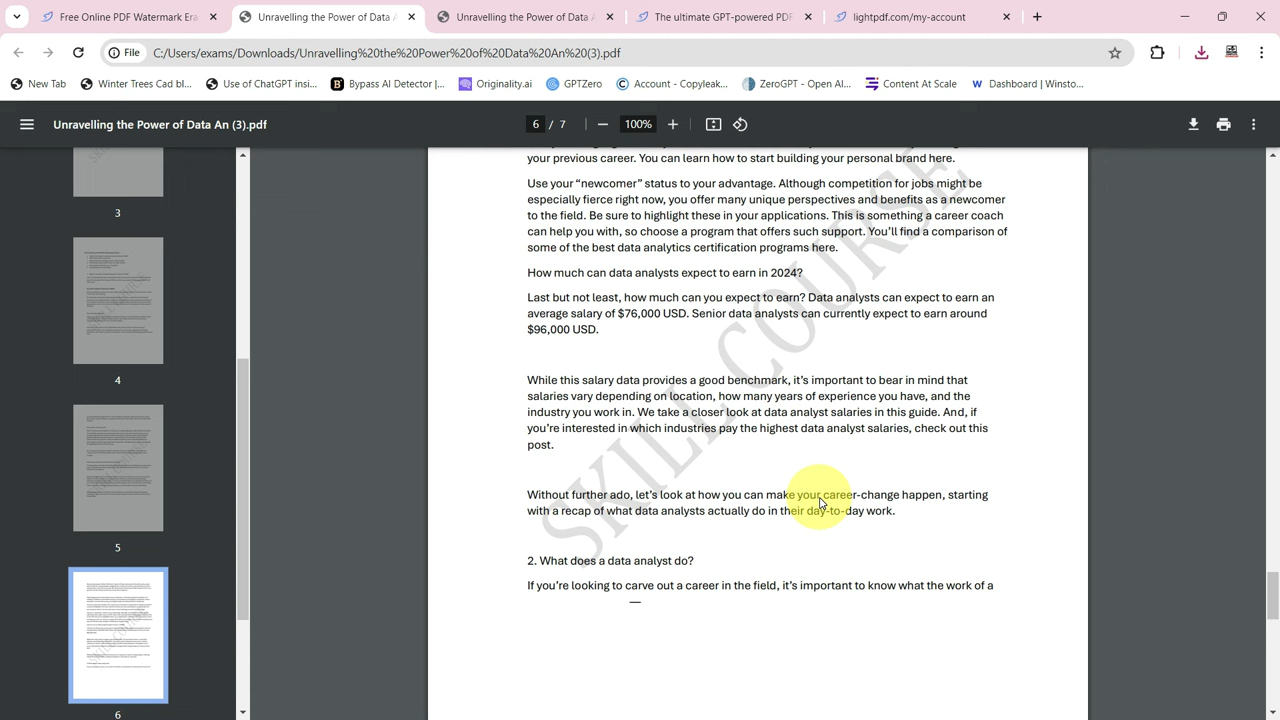 Free Online PDF Watermark Era
Unravelling the Power of Data A
Unravelling the Power of Data A
The ultimate GPT-powered PDF
lightpdf.com/my-account
File
C:/Users/exams/Downloads/Unravelling%20the%20Power%20of%20Data%20An%20(3).pdf
New Tab
Winter Trees Cad bl...
Use of ChatGPT insi...
Bypass AI Detector |...
Originality.ai
GPTZero
Account - Copyleak...
ZeroGPT - Open AI,...
Content At Scale
Dashboard | Winsto...
Unravelling the Power of Data An (3).pdf
6 / 7
100%
3
4
5
6
your previous career. You can learn how to start building your personal brand here.
Use your “newcomer” status to your advantage. Although competition for jobs might be
especially fierce right now, you offer many unique perspectives and benefits as a newcomer
to the field. Be sure to highlight these in your applications. This is something a career coach
can help you with, so choose a program that offers such support. You’ll find a comparison of
some of the best data analytics certification programs here.
How much can data analysts expect to earn in 2024?
Last but not least, how much can you expect to earn? Data analysts can expect to earn an
average salary of $76,000 USD. Senior data analysts can currently expect to earn around
$96,000 USD.
While this salary data provides a good benchmark, it’s important to bear in mind that
salaries vary depending on location, how many years of experience you have, and the
industry you work in. We take a closer look at data analyst salaries in this guide. And, if
you’re interested in which industries pay the highest data analyst salaries, check out this
post.
Without further ado, let’s look at how you can make your career-change happen, starting
with a recap of what data analysts actually do in their day-to-day work.
2. What does a data analyst do?
If you’re looking to carve out a career in the field, it’s important to know what the work of a
SKILL COURSE